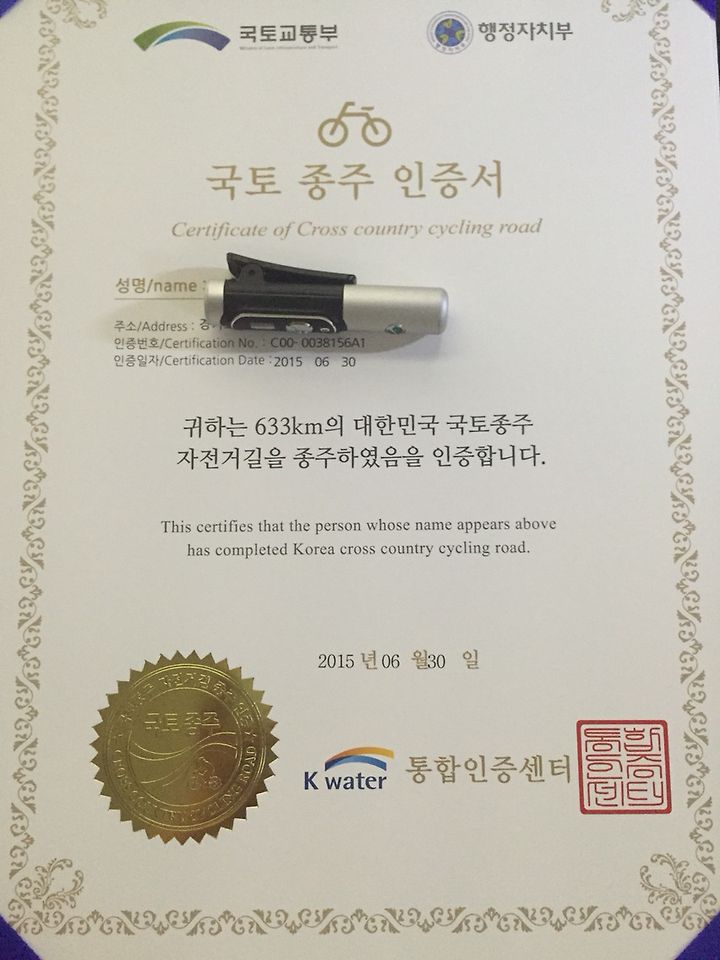 국토교통부
행정자치부
국토 종주 인증서
Certificate of Cross country cycling road
성명/name :
주소/Address : 경
인증번호/Certification No. : C00- 0038156A1
인증일자/Certification Date : 2015 06 30
귀하는 633km의 대한민국 국토종주
자전거길을 종주하였음을 인증합니다.
This certifies that the person whose name appears above
has completed Korea cross country cycling road.
2015 년 06 월 30 일
국토종주
CROSS COUNTRY CYCLING ROAD
K water 통합인증센터